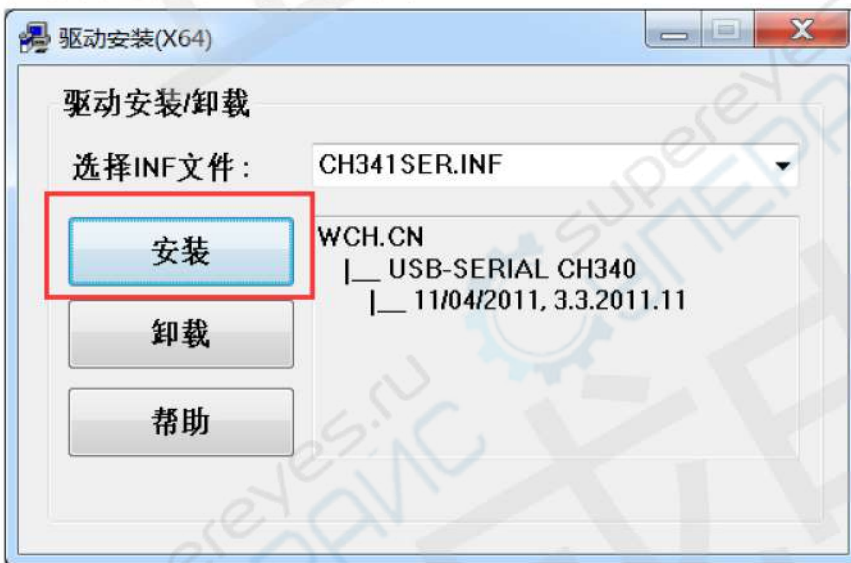 驱动安装(X64)
驱动安装/卸载
选择INF文件: CH341SER.INF
安装
WCH.CN
|__ USB-SERIAL CH340
|__ 11/04/2011, 3.3.2011.11
卸载
帮助
supereyes.ru